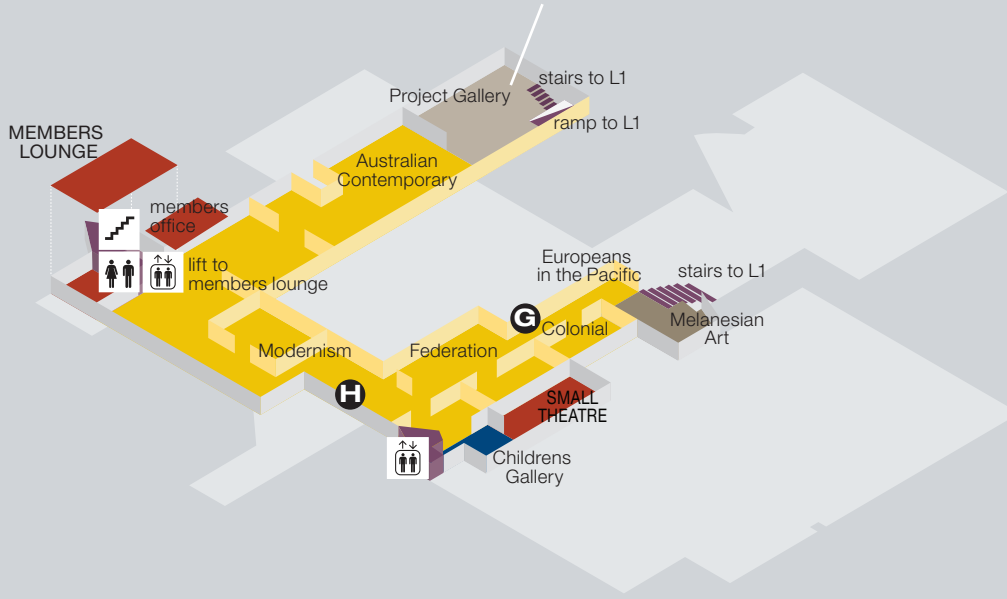 stairs to L1
Project Gallery
ramp to L1
MEMBERS
LOUNGE
Australian
Contemporary
members
office
lift to
members lounge
Europeans
in the Pacific
stairs to L1
G
Colonial
Melanesian
Art
Modernism
Federation
H
SMALL
THEATRE
Childrens
Gallery